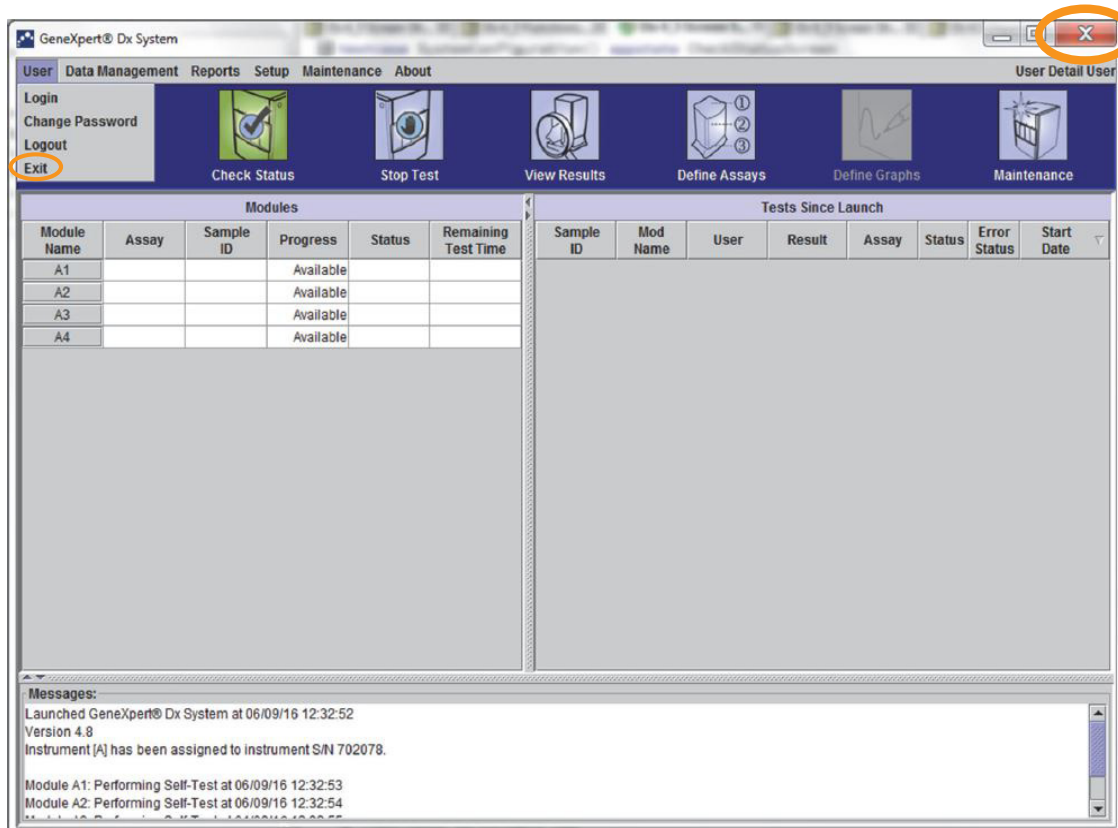 GeneXpert® Dx System
X
User Data Management Reports Setup Maintenance About User Detail User
Login
Change Password
Logout
Exit
Check Status Stop Test View Results Define Assays Define Graphs Maintenance
Modules
Module Name Assay Sample ID Progress Status Remaining Test Time
A1 Available
A2 Available
A3 Available
A4 Available
Tests Since Launch
Sample ID Mod Name User Result Assay Status Error Status Start Date
Messages:
Launched GeneXpert® Dx System at 06/09/16 12:32:52
Version 4.8
Instrument [A] has been assigned to instrument S/N 702078.
Module A1: Performing Self-Test at 06/09/16 12:32:53
Module A2: Performing Self-Test at 06/09/16 12:32:54